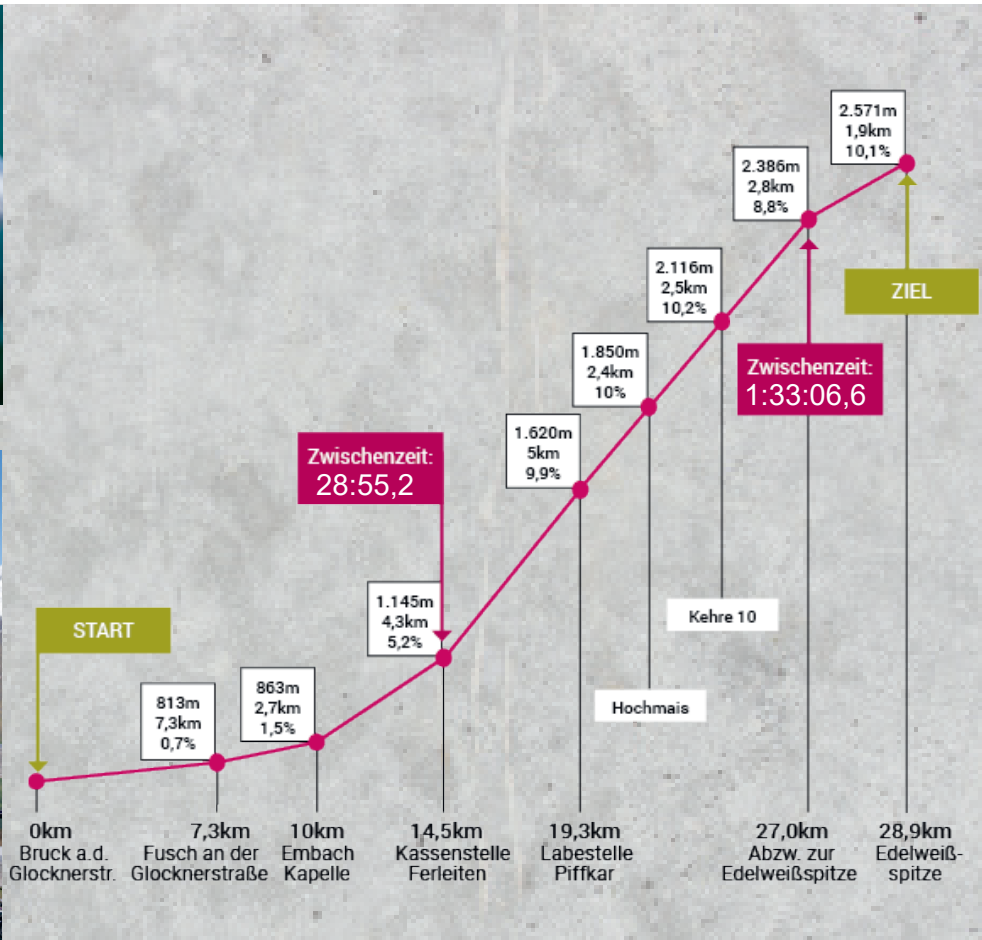 2.571m
1,9km
10,1%
2.386m
2,8km
8,8%
2.116m
2,5km
10,2%
ZIEL
1.850m
2,4km
10%
Zwischenzeit:
1:33:06,6
1.620m
5km
9,9%
Zwischenzeit:
28:55,2
1.145m
4,3km
5,2%
Kehre 10
START
863m
2,7km
1,5%
813m
7,3km
0,7%
Hochmais
0km
Bruck a.d.
Glocknerstr.
7,3km
Fusch an der
Glocknerstraße
10km
Embach
Kapelle
14,5km
Kassenstelle
Ferleiten
19,3km
Labestelle
Piffkar
27,0km
Abzw. zur
Edelweißspitze
28,9km
Edelweiß-
spitze